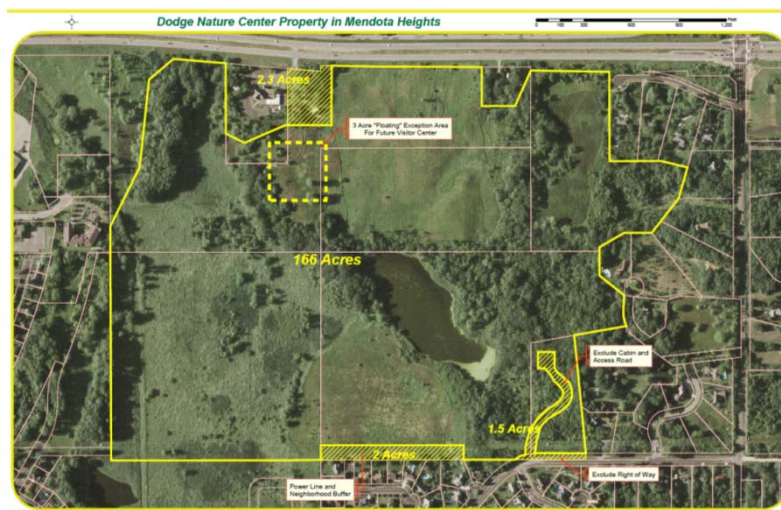 Dodge Nature Center Property in Mendota Heights
Feet
2.3 Acres
3 Acre "Floating" Exception Area
For Future Visitor Center
166 Acres
Exclude Cabin and
Access Road
1.5 Acres
2 Acres
Power Line and
Neighborhood Buffer
Exclude Right of Way